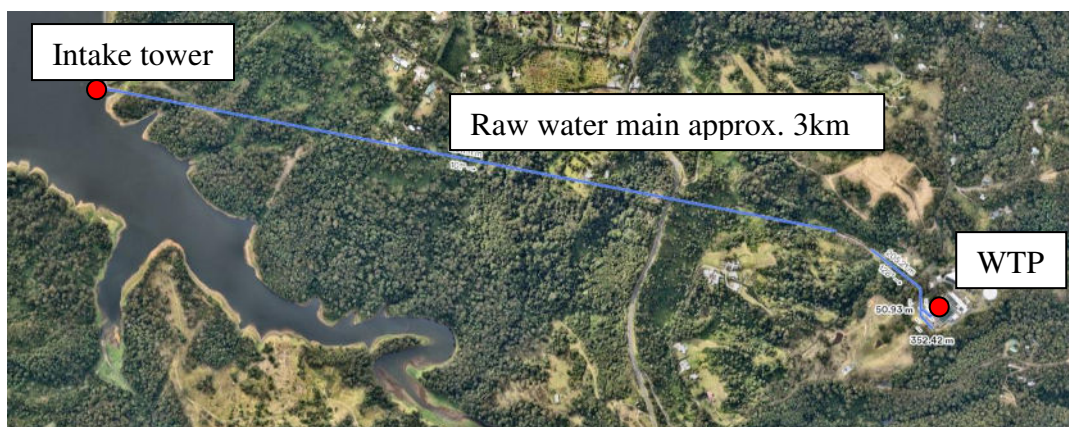 Intake tower
Raw water main approx. 3km
WTP
50.93 m
352.42 m